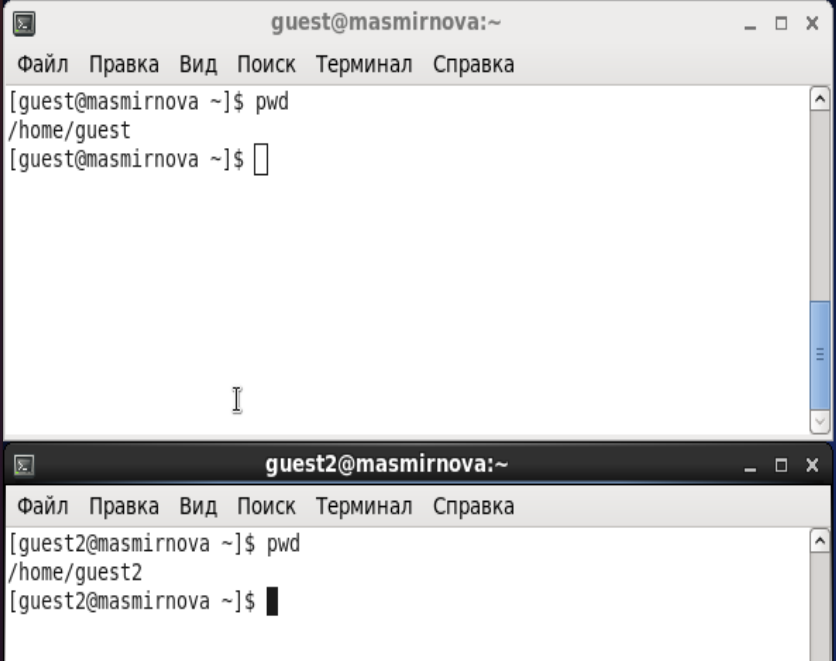 guest@masmirnova:~
Файл Правка Вид Поиск Терминал Справка
[guest@masmirnova ~]$ pwd
/home/guest
[guest@masmirnova ~]$
guest2@masmirnova:~
Файл Правка Вид Поиск Терминал Справка
[guest2@masmirnova ~]$ pwd
/home/guest2
[guest2@masmirnova ~]$